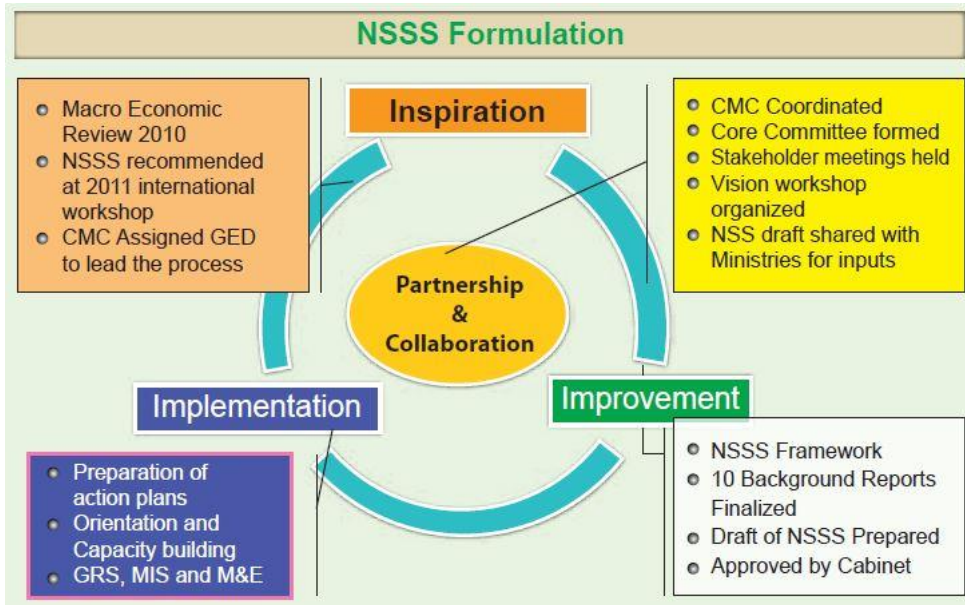 NSSS Formulation
Macro Economic
Review 2010
NSSS recommended
at 2011 international
workshop
CMC Assigned GED
to lead the process
Inspiration
CMC Coordinated
Core Committee formed
Stakeholder meetings held
Vision workshop
organized
NSS draft shared with
Ministries for inputs
Partnership
&
Collaboration
Implementation
Improvement
Preparation of
action plans
Orientation and
Capacity building
GRS, MIS and M&E
NSSS Framework
10 Background Reports
Finalized
Draft of NSSS Prepared
Approved by Cabinet